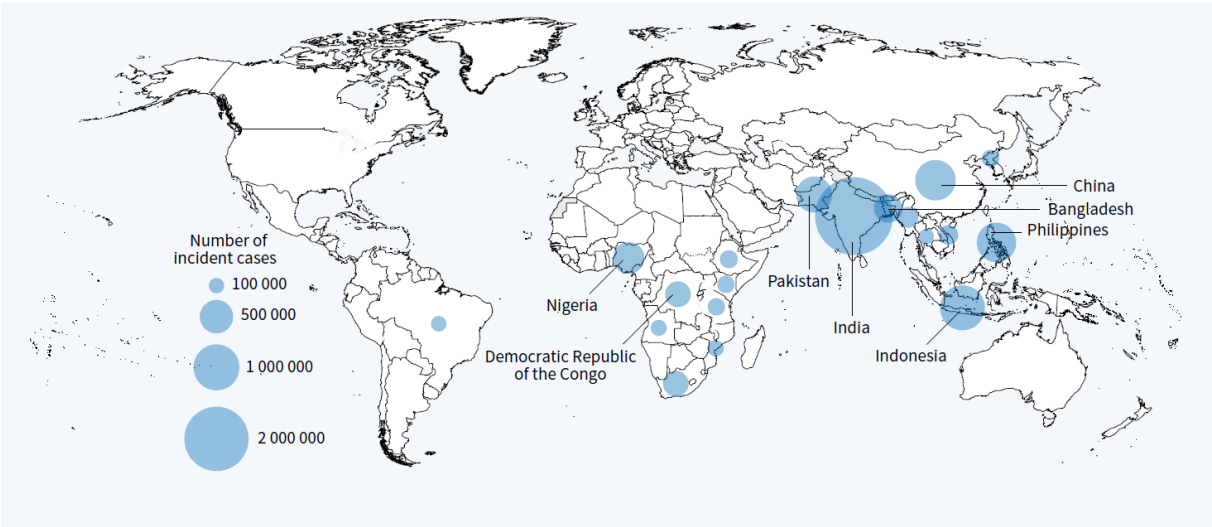 China
Bangladesh
Philippines
Number of
incident cases
100 000
500 000
1 000 000
2 000 000
Pakistan
Nigeria
India
Democratic Republic
of the Congo
Indonesia